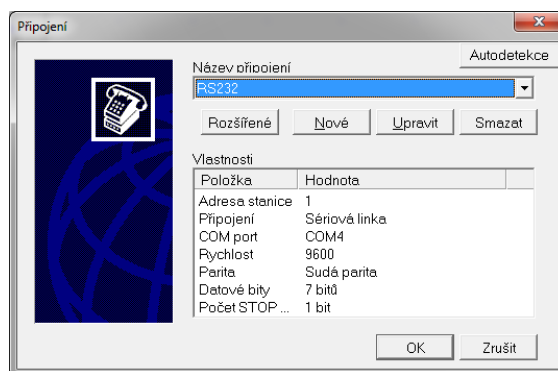 Připojení
Autodetekce
Název připojení
RS232
Rozšířené Nové Upravit Smazat
Vlastnosti
Položka Hodnota
Adresa stanice 1
Připojení Sériová linka
COM port COM4
Rychlost 9600
Parita Sudá parita
Datové bity 7 bitů
Počet STOP ... 1 bit
OK Zrušit